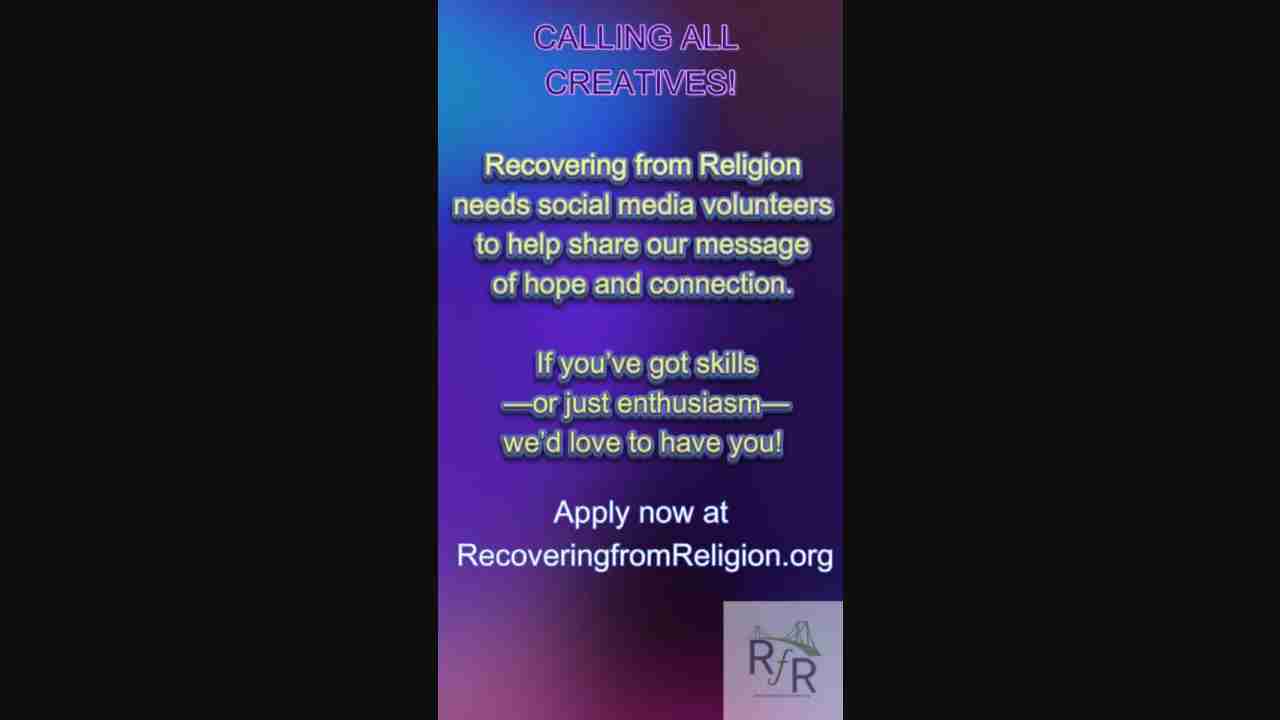 CALLING ALL
CREATIVES!
Recovering from Religion
needs social media volunteers
to help share our message
of hope and connection.
If you've got skills
—or just enthusiasm—
we'd love to have you!
Apply now at
RecoveringfromReligion.org
RfR